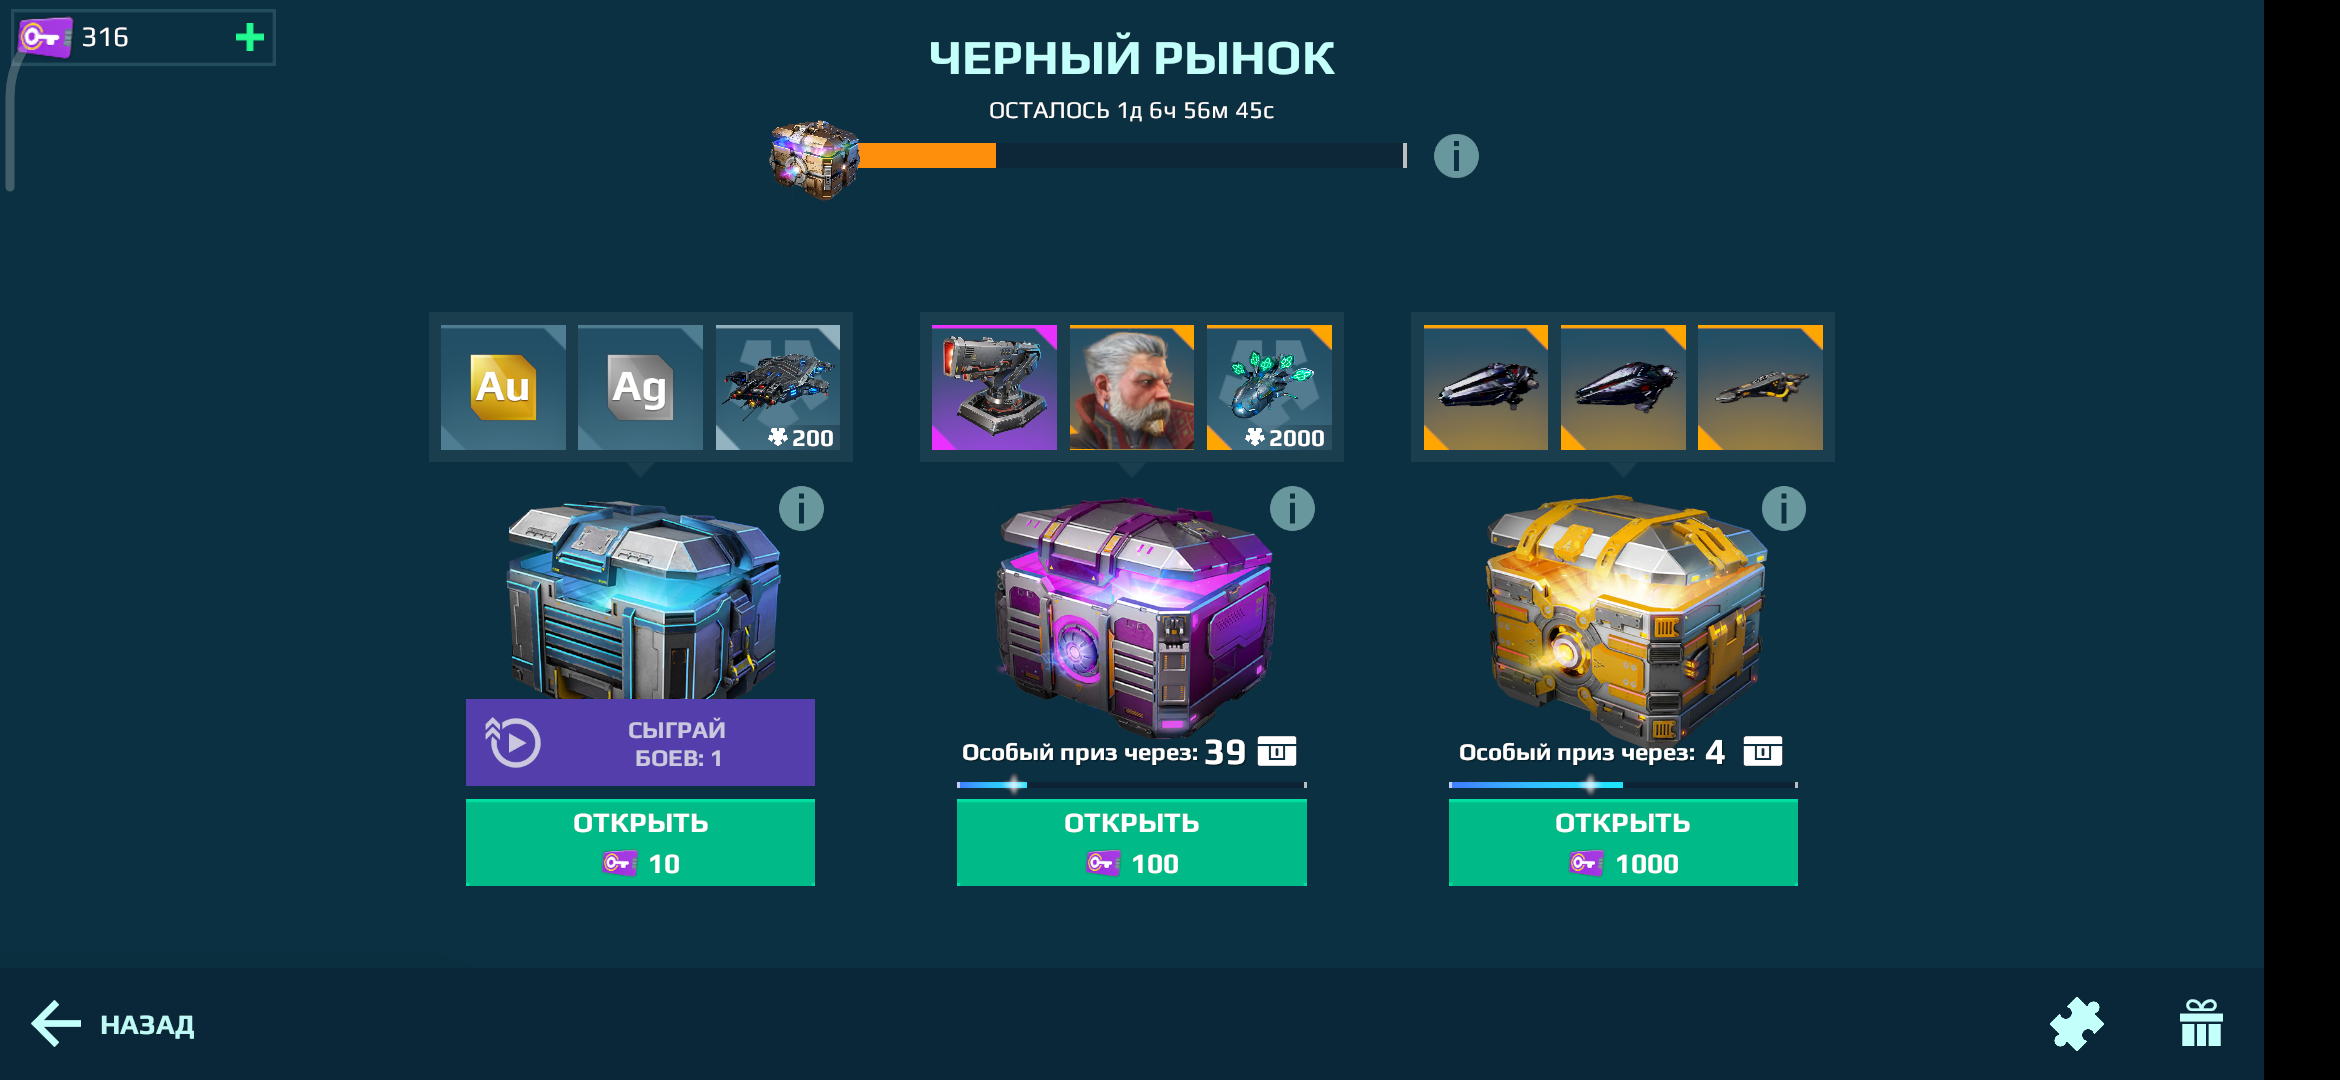 316
ЧЕРНЫЙ РЫНОК
ОСТАЛОСЬ 1д 6ч 56м 45с
Au
Ag
200
2000
СЫГРАЙ
БОЕВ: 1
ОТКРЫТЬ
10
Особый приз через: 39
ОТКРЫТЬ
100
Особый приз через: 4
ОТКРЫТЬ
1000
НАЗАД